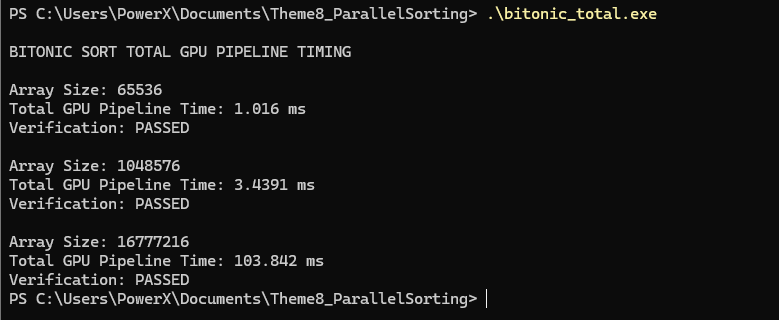 PS C:\Users\PowerX\Documents\Theme8_ParallelSorting> .\bitonic_total.exe
BITONIC SORT TOTAL GPU PIPELINE TIMING
Array Size: 65536
Total GPU Pipeline Time: 1.016 ms
Verification: PASSED
Array Size: 1048576
Total GPU Pipeline Time: 3.4391 ms
Verification: PASSED
Array Size: 16777216
Total GPU Pipeline Time: 103.842 ms
Verification: PASSED
PS C:\Users\PowerX\Documents\Theme8_ParallelSorting>